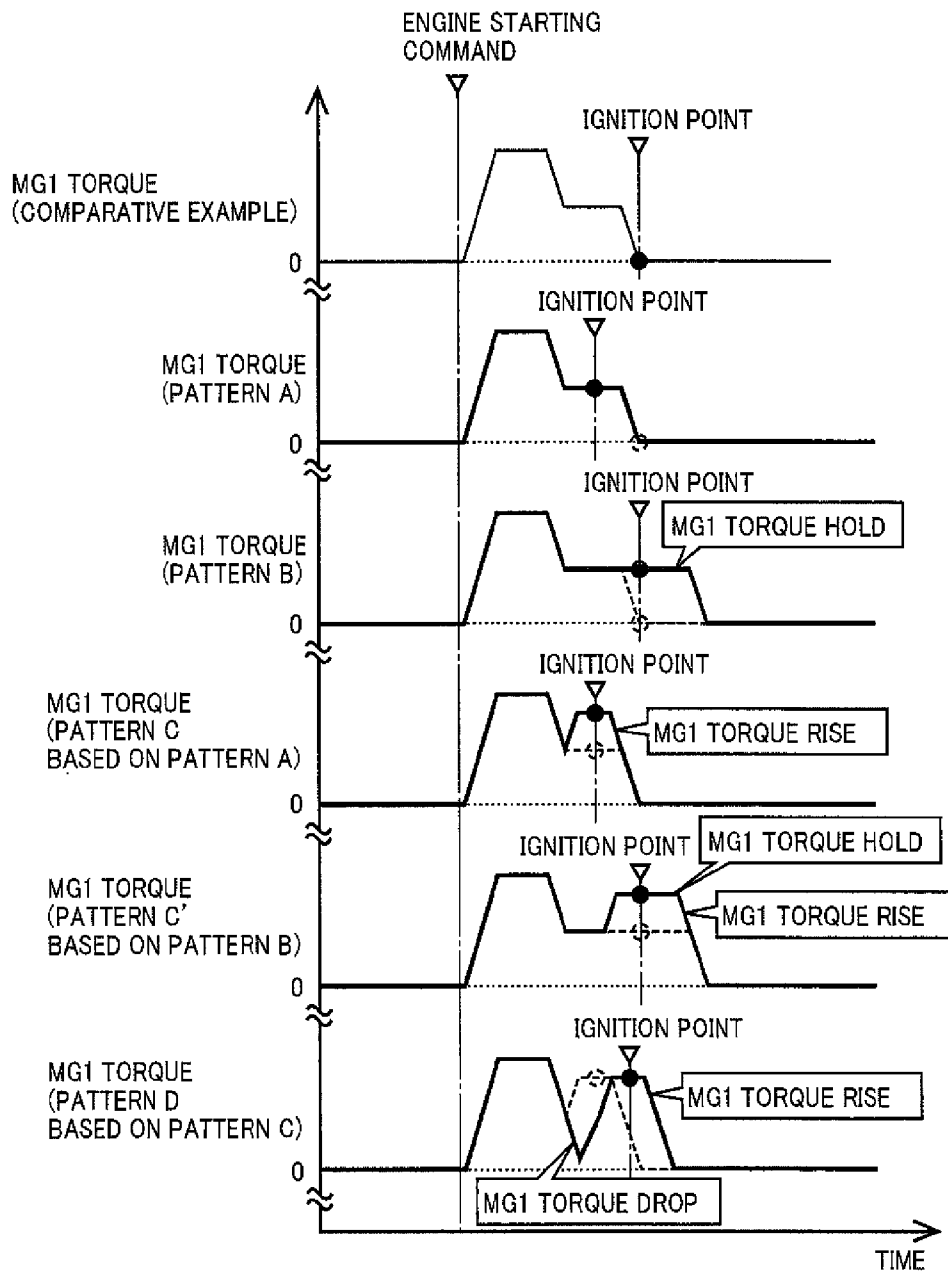 ENGINE STARTING
COMMAND
IGNITION POINT
MG1 TORQUE
(COMPARATIVE EXAMPLE)
0
IGNITION POINT
MG1 TORQUE
(PATTERN A)
0
IGNITION POINT
MG1 TORQUE HOLD
MG1 TORQUE
(PATTERN B)
0
IGNITION POINT
MG1 TORQUE
(PATTERN C
BASED ON PATTERN A)
MG1 TORQUE RISE
0
IGNITION POINT
MG1 TORQUE HOLD
MG1 TORQUE
(PATTERN C'
BASED ON PATTERN B)
MG1 TORQUE RISE
0
IGNITION POINT
MG1 TORQUE
(PATTERN D
BASED ON PATTERN C)
MG1 TORQUE RISE
0
MG1 TORQUE DROP
TIME